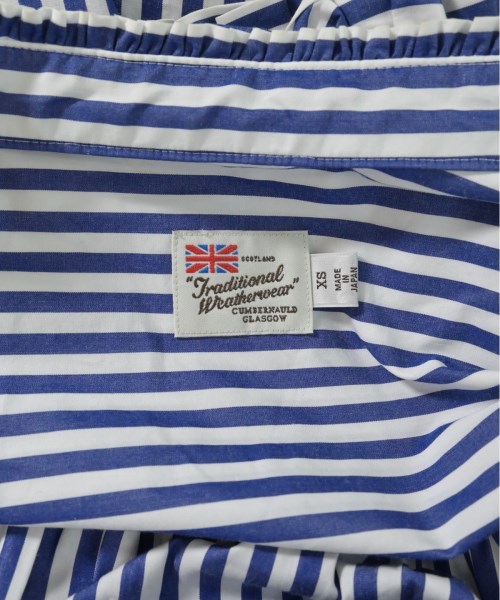 SCOTLAND
"Traditional
Weatherwear"
CUMBERNAULD
GLASGOW
XS
MADE
IN
JAPAN